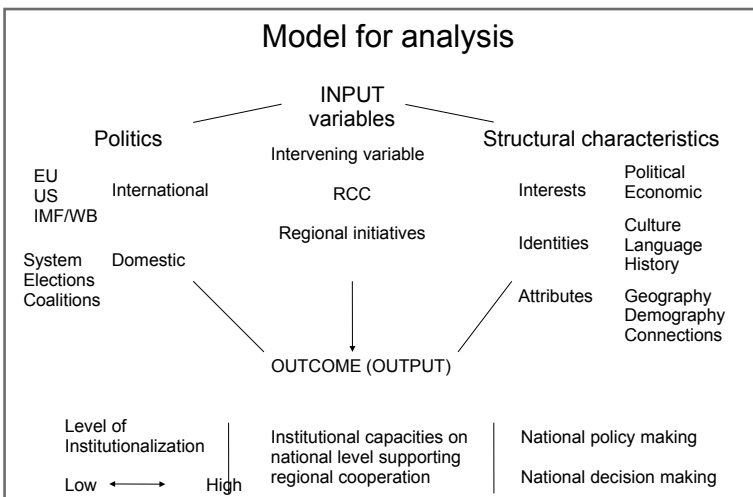 Model for analysis
INPUT
variables
Politics
Structural characteristics
Intervening variable
RCC
Regional initiatives
EU
US
IMF/WB
International
System
Elections
Coalitions
Domestic
Interests
Political
Economic
Identities
Culture
Language
History
Attributes
Geography
Demography
Connections
OUTCOME (OUTPUT)
Level of
Institutionalization
Low
High
Institutional capacities on
national level supporting
regional cooperation
National policy making
National decision making